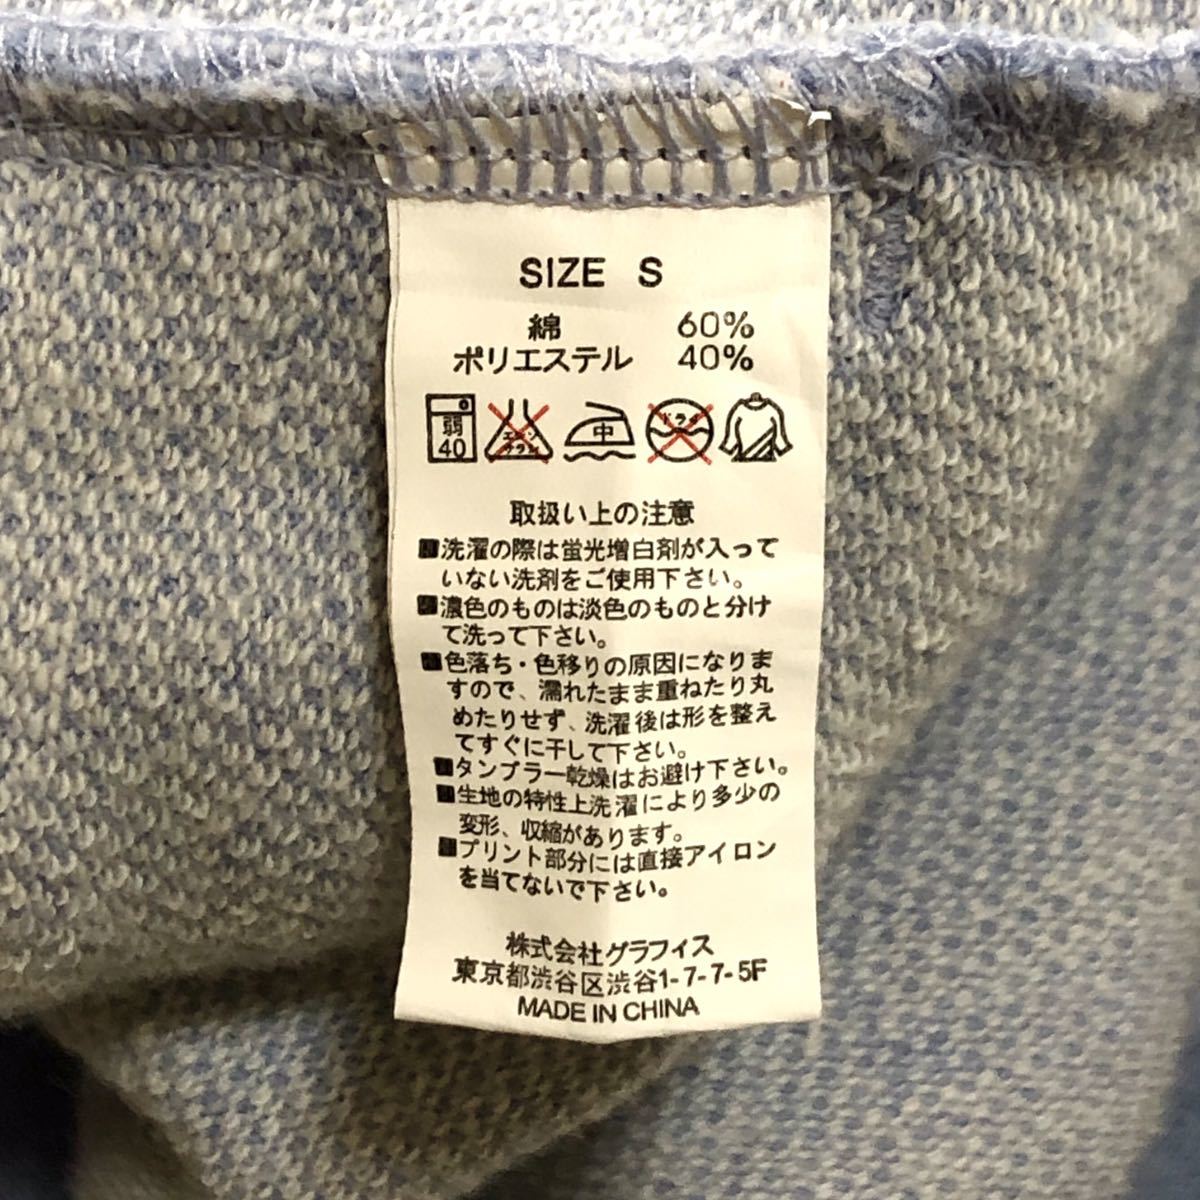 SIZE S
綿 60%
ポリエステル 40%
弱 エンソ 中 ドライ
40 サラシ
取扱い上の注意
■洗濯の際は蛍光増白剤が入って
いない洗剤をご使用下さい。
■濃色のものは淡色のものと分け
て洗って下さい。
■色落ち・色移りの原因になりま
すので、濡れたまま重ねたり丸
めたりせず、洗濯後は形を整え
てすぐに干して下さい。
■タンブラー乾燥はお避け下さい。
■生地の特性上洗濯により多少の
変形、収縮があります。
■プリント部分には直接アイロン
を当てないで下さい。
株式会社グラフィス
東京都渋谷区渋谷1-7-7-5F
MADE IN CHINA